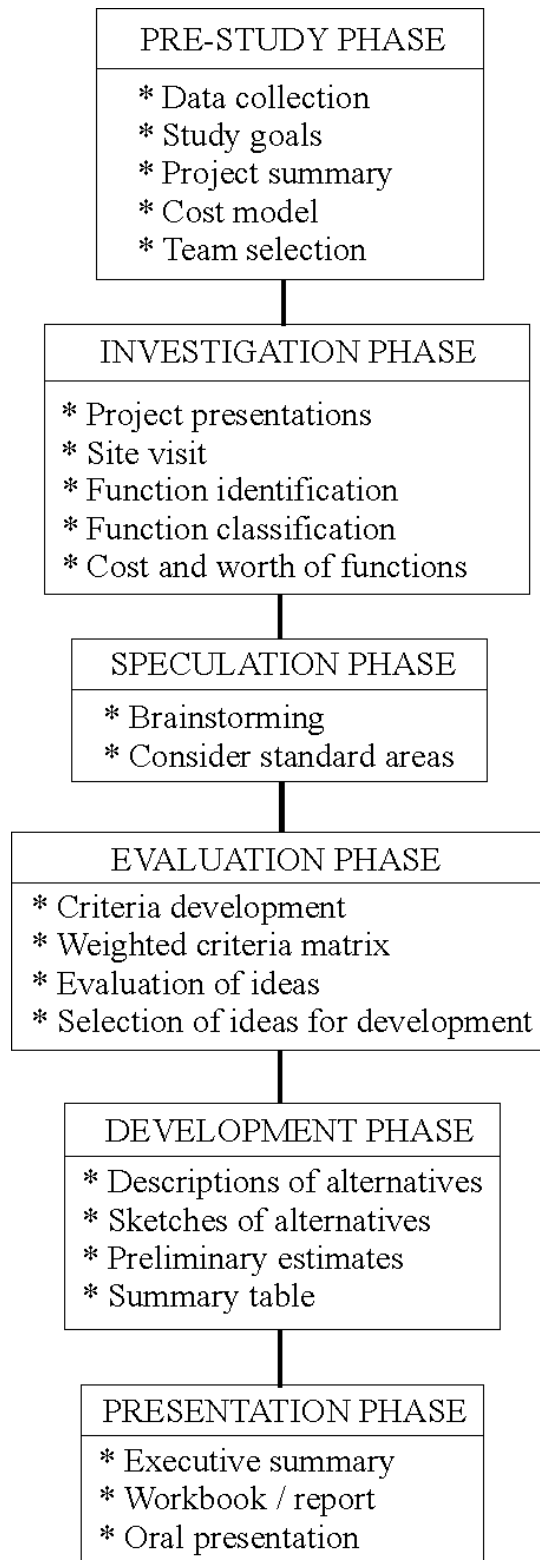 PRE-STUDY PHASE
* Data collection
* Study goals
* Project summary
* Cost model
* Team selection
INVESTIGATION PHASE
* Project presentations
* Site visit
* Function identification
* Function classification
* Cost and worth of functions
SPECULATION PHASE
* Brainstorming
* Consider standard areas
EVALUATION PHASE
* Criteria development
* Weighted criteria matrix
* Evaluation of ideas
* Selection of ideas for development
DEVELOPMENT PHASE
* Descriptions of alternatives
* Sketches of alternatives
* Preliminary estimates
* Summary table
PRESENTATION PHASE
* Executive summary
* Workbook / report
* Oral presentation